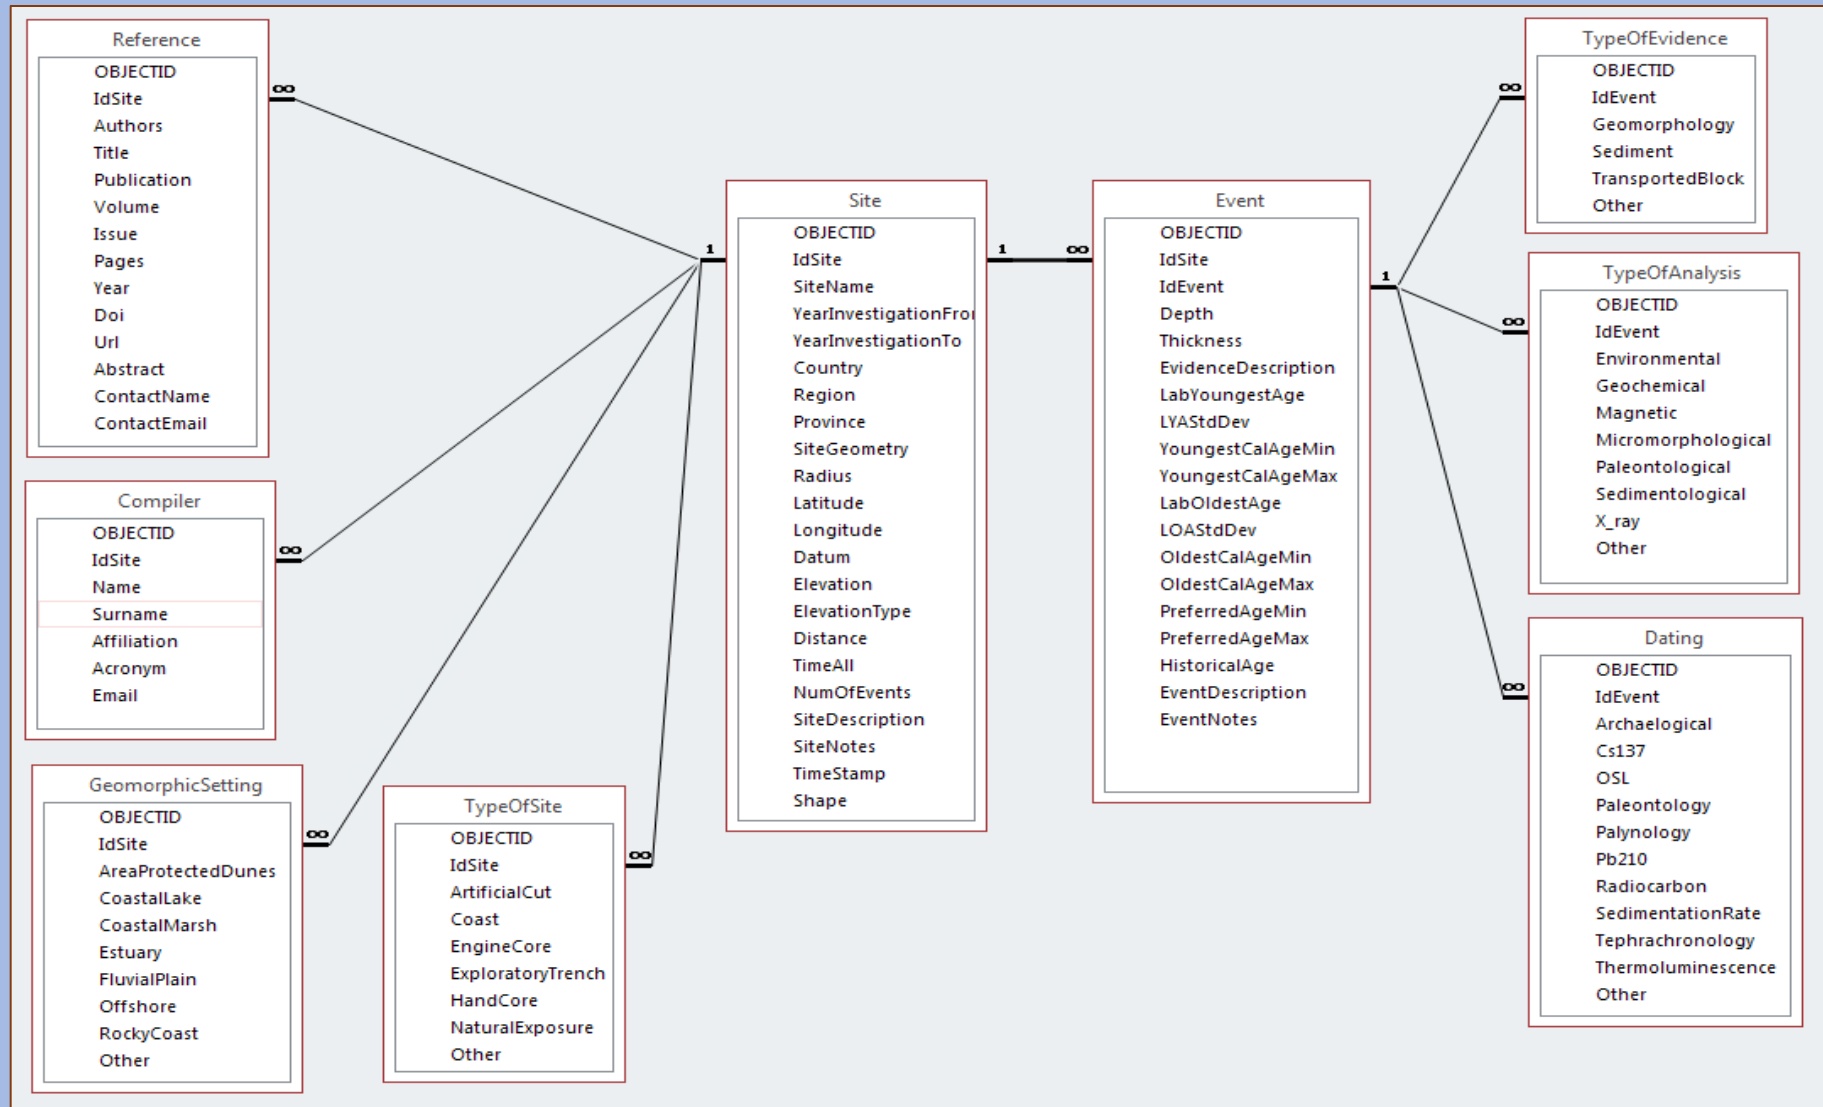 Reference
OBJECTID
IdSite
Authors
Title
Publication
Volume
Issue
Pages
Year
Doi
Url
Abstract
ContactName
ContactEmail
∞
Compiler
OBJECTID
IdSite
Name
Surname
Affiliation
Acronym
Email
∞
GeomorphicSetting
OBJECTID
IdSite
AreaProtectedDunes
CoastalLake
CoastalMarsh
Estuary
FluvialPlain
Offshore
RockyCoast
Other
∞
TypeOfSite
OBJECTID
IdSite
ArtificialCut
Coast
EngineCore
ExploratoryTrench
HandCore
NaturalExposure
Other
∞
1
Site
OBJECTID
IdSite
SiteName
YearInvestigationFro
YearInvestigationTo
Country
Region
Province
SiteGeometry
Radius
Latitude
Longitude
Datum
Elevation
ElevationType
Distance
TimeAll
NumOfEvents
SiteDescription
SiteNotes
TimeStamp
Shape
1
∞
Event
OBJECTID
IdSite
IdEvent
Depth
Thickness
EvidenceDescription
LabYoungestAge
LYAStdDev
YoungestCalAgeMin
YoungestCalAgeMax
LabOldestAge
LOAStdDev
OldestCalAgeMin
OldestCalAgeMax
PreferredAgeMin
PreferredAgeMax
HistoricalAge
EventDescription
EventNotes
1
∞
TypeOfEvidence
OBJECTID
IdEvent
Geomorphology
Sediment
TransportedBlock
Other
∞
TypeOfAnalysis
OBJECTID
IdEvent
Environmental
Geochemical
Magnetic
Micromorphological
Paleontological
Sedimentological
X_ray
Other
∞
Dating
OBJECTID
IdEvent
Archaelogical
Cs137
OSL
Paleontology
Palynology
Pb210
Radiocarbon
SedimentationRate
Tephrachronology
Thermoluminescence
Other